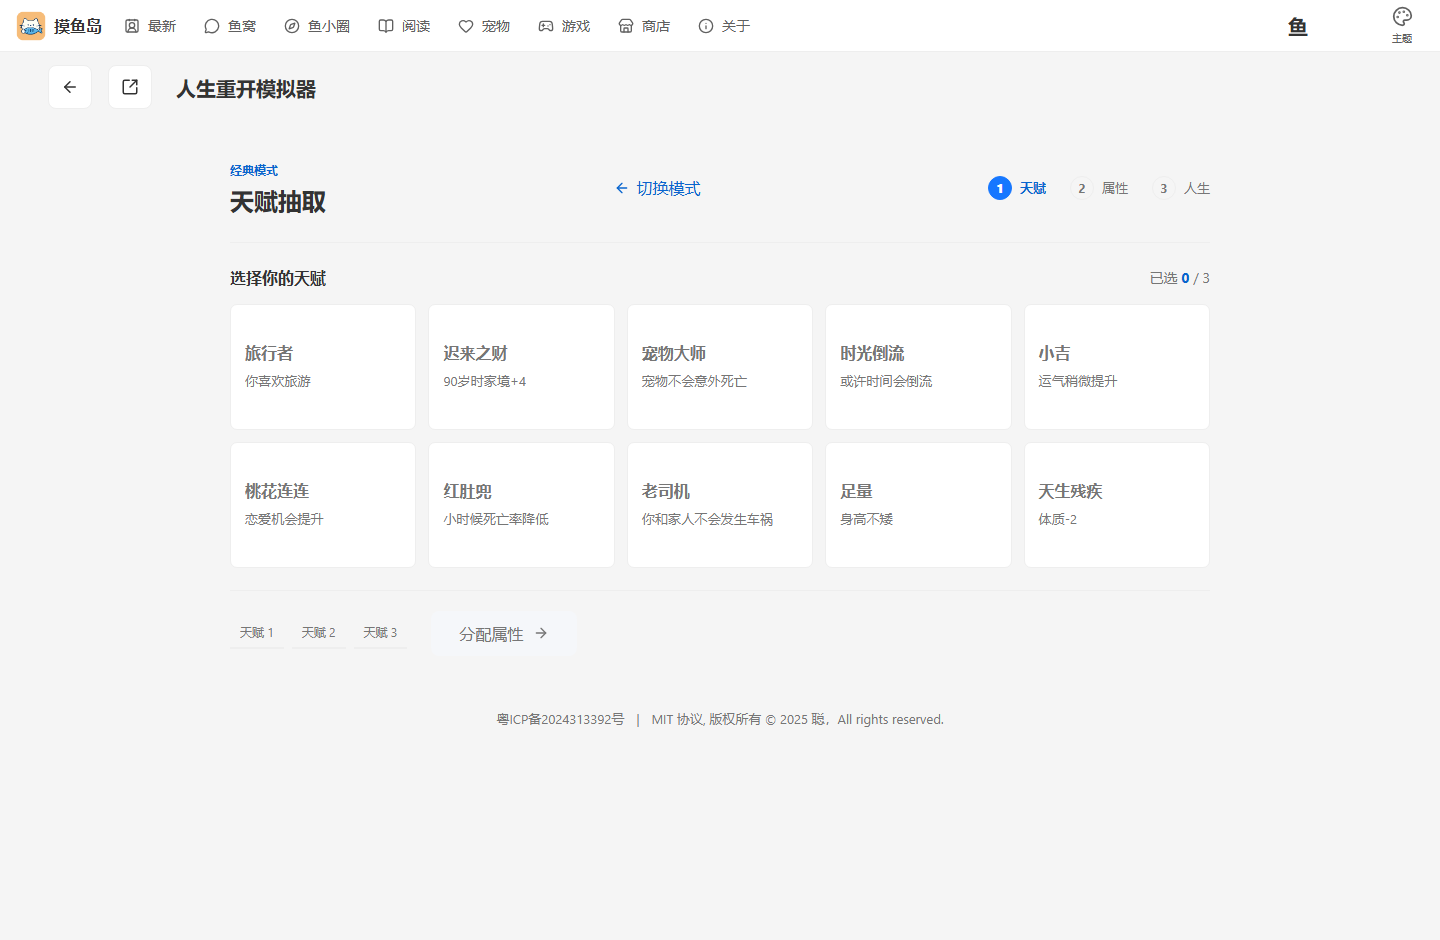 摸鱼岛 最新 鱼窝 鱼小圈 阅读 宠物 游戏 商店 关于 鱼 主题
人生重开模拟器
经典模式
天赋抽取
切换模式
1 天赋 2 属性 3 人生
选择你的天赋
已选 0 / 3
旅行者
你喜欢旅游
迟来之财
90岁时家境+4
宠物大师
宠物不会意外死亡
时光倒流
或许时间会倒流
小吉
运气稍微提升
桃花连连
恋爱机会提升
红肚兜
小时候死亡率降低
老司机
你和家人不会发生车祸
足量
身高不矮
天生残疾
体质-2
天赋 1 天赋 2 天赋 3 分配属性
粤ICP备2024313392号 | MIT 协议, 版权所有 © 2025 聪，All rights reserved.